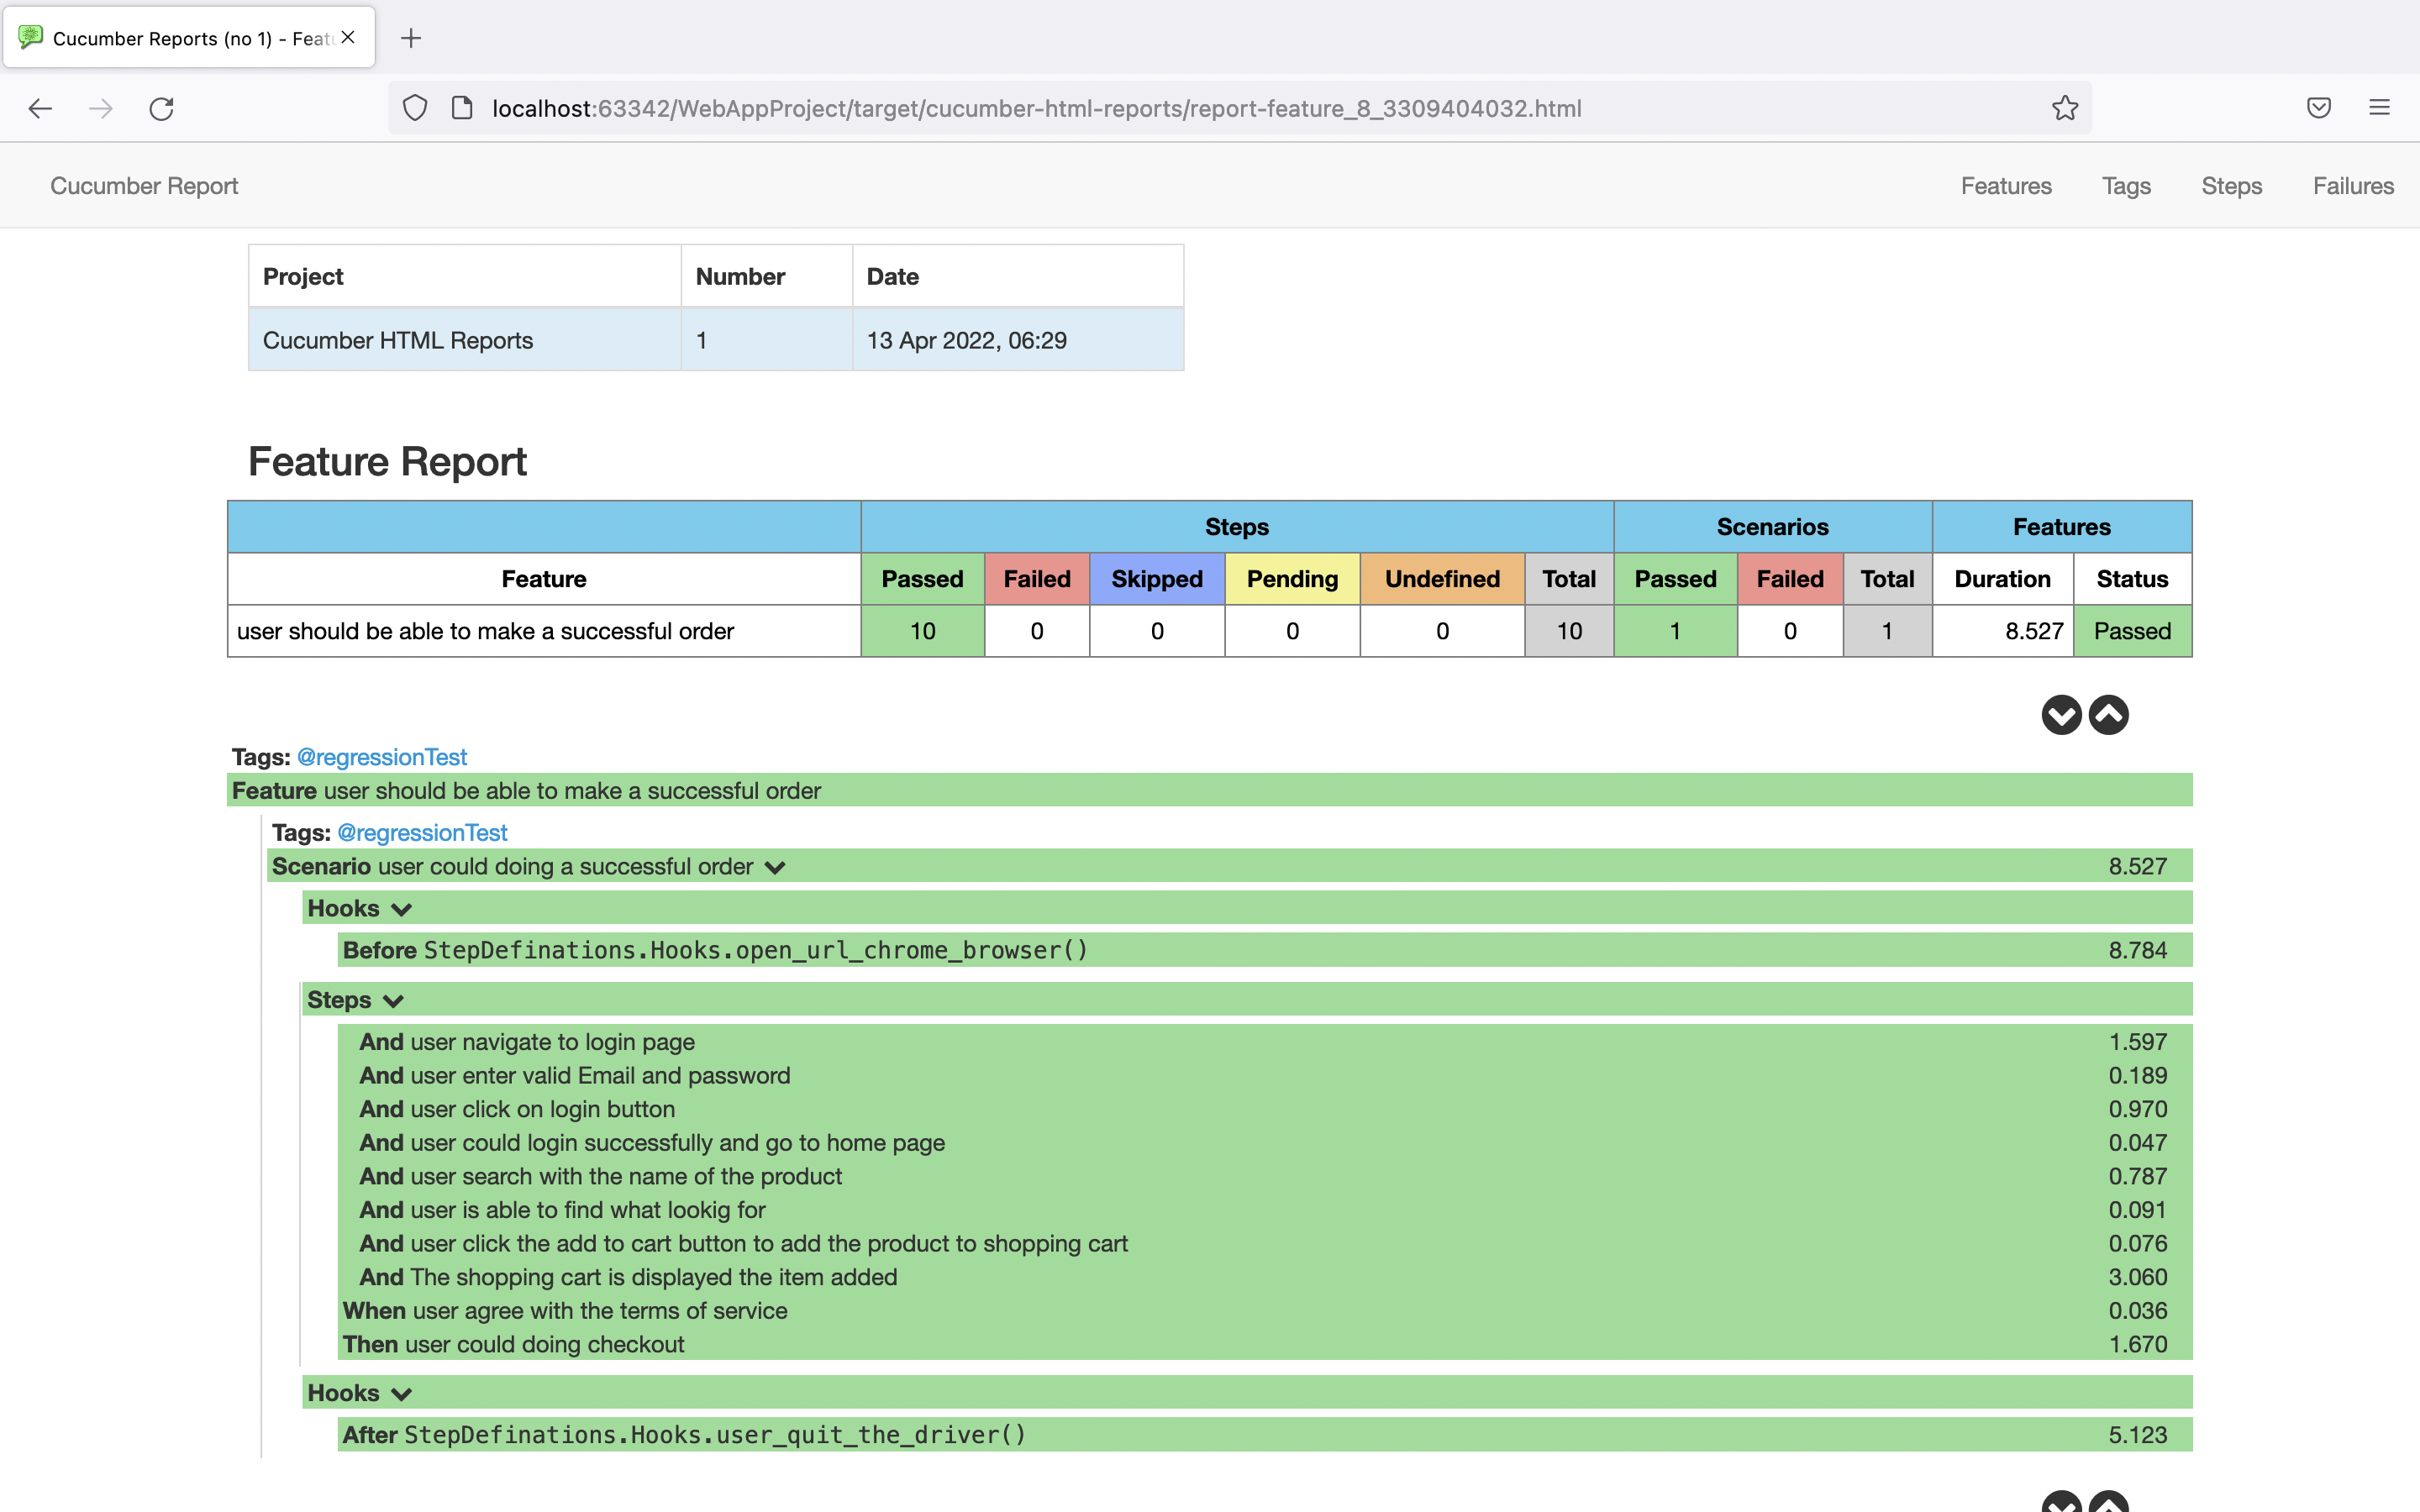 Cucumber Reports (no 1) - Feat
localhost:63342/WebAppProject/target/cucumber-html-reports/report-feature_8_3309404032.html
Cucumber Report Features Tags Steps Failures
Project Number Date
Cucumber HTML Reports 1 13 Apr 2022, 06:29
Feature Report
Steps Scenarios Features
Feature Passed Failed Skipped Pending Undefined Total Passed Failed Total Duration Status
user should be able to make a successful order 10 0 0 0 0 10 1 0 1 8.527 Passed
Tags: @regressionTest
Feature user should be able to make a successful order
Tags: @regressionTest
Scenario user could doing a successful order 8.527
Hooks
Before StepDefinations.Hooks.open_url_chrome_browser() 8.784
Steps
And user navigate to login page 1.597
And user enter valid Email and password 0.189
And user click on login button 0.970
And user could login successfully and go to home page 0.047
And user search with the name of the product 0.787
And user is able to find what lookig for 0.091
And user click the add to cart button to add the product to shopping cart 0.076
And The shopping cart is displayed the item added 3.060
When user agree with the terms of service 0.036
Then user could doing checkout 1.670
Hooks
After StepDefinations.Hooks.user_quit_the_driver() 5.123